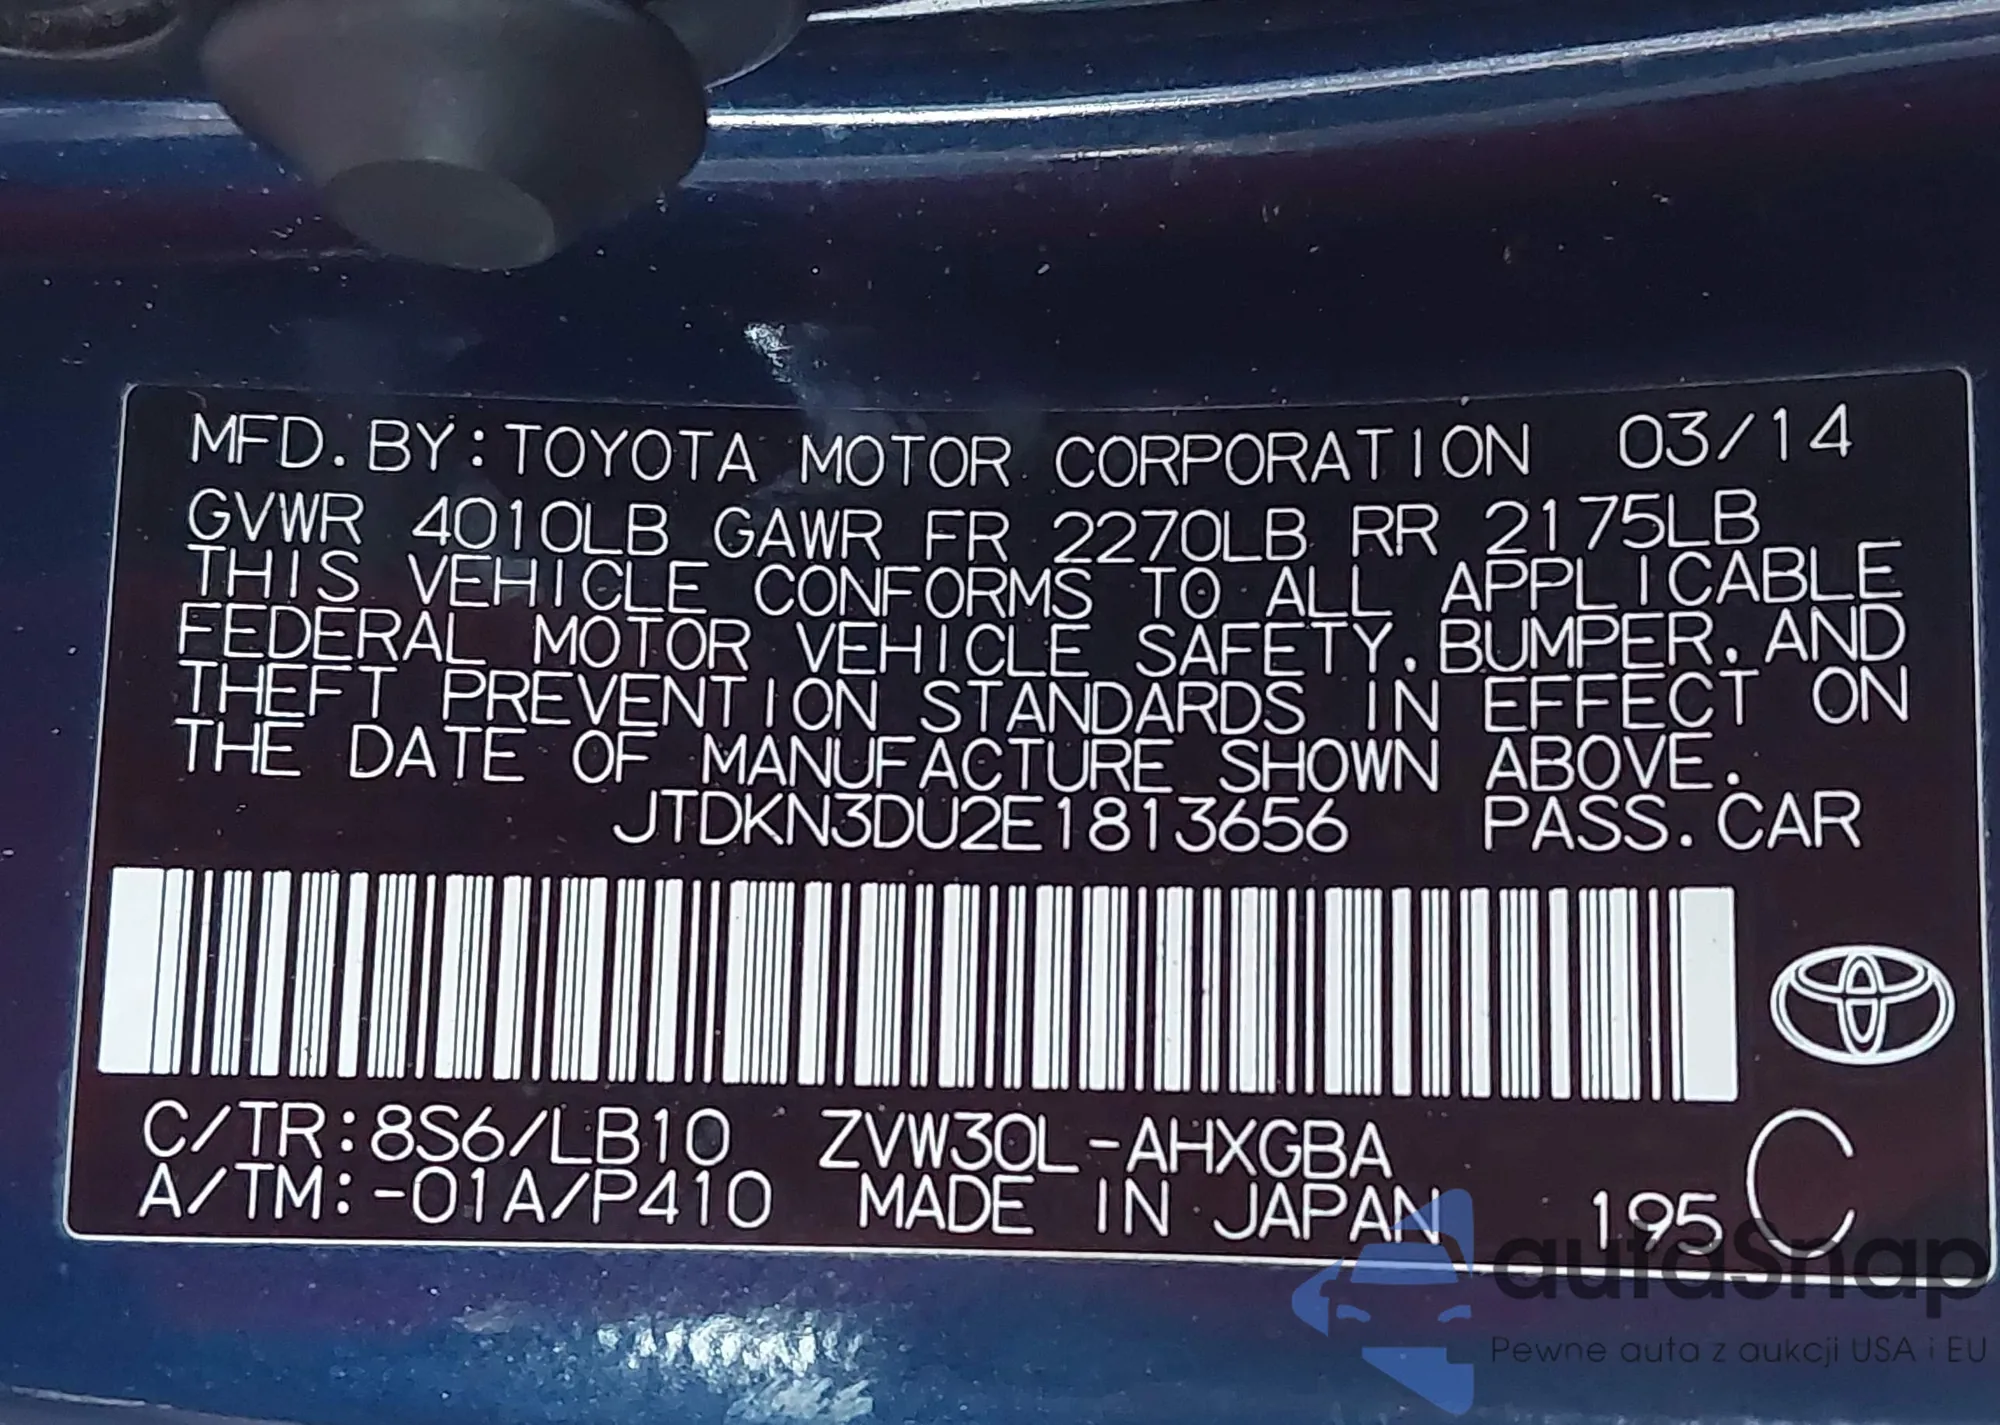 MFD. BY: TOYOTA MOTOR CORPORATION 03/14
GVWR 4010LB GAWR FR 2270LB RR 2175LB
THIS VEHICLE CONFORMS TO ALL APPLICABLE
FEDERAL MOTOR VEHICLE SAFETY. BUMPER. AND
THEFT PREVENTION STANDARDS IN EFFECT ON
THE DATE OF MANUFACTURE SHOWN ABOVE.
JTDKN3DU2E1813656 PASS. CAR
C/TR: 8S6/LB10 ZVW30L-AHXGBA
A/TM: -01A/P410 MADE IN JAPAN 195 C
autoSnap
Pewne auta z aukcji USA i EU